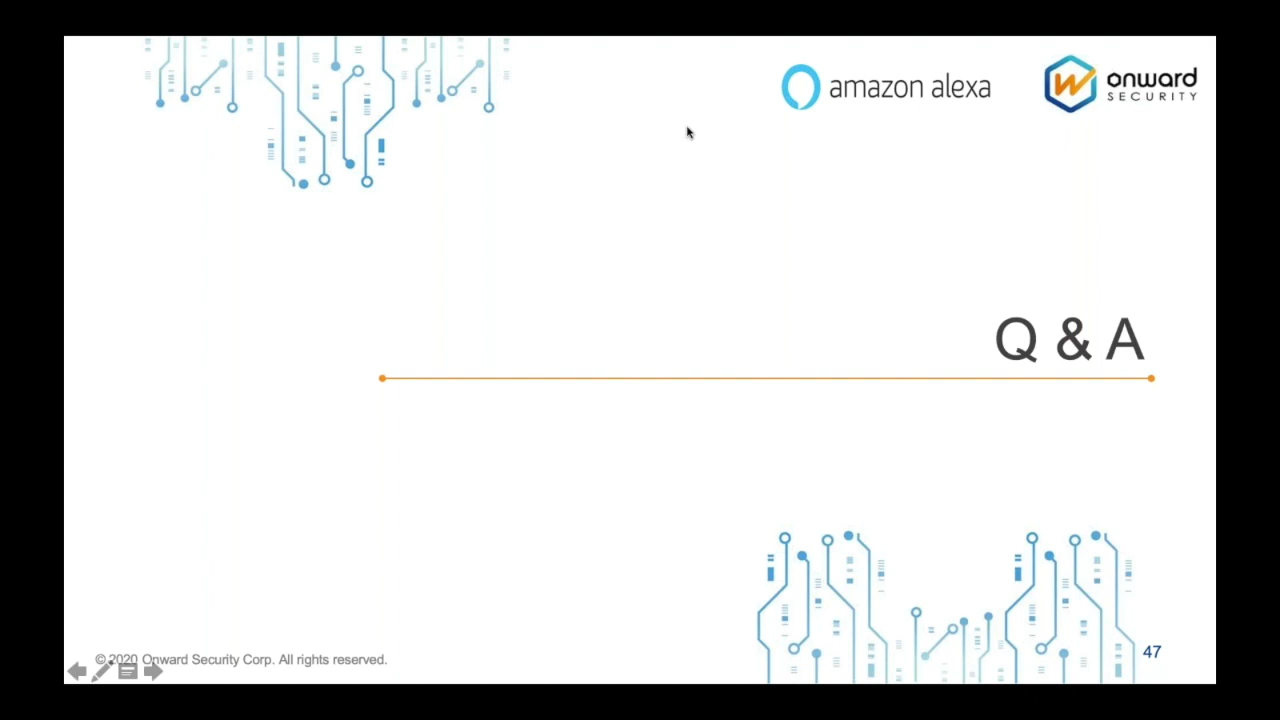 amazon alexa
onward
SECURITY
Q & A
© 2020 Onward Security Corp. All rights reserved.
47